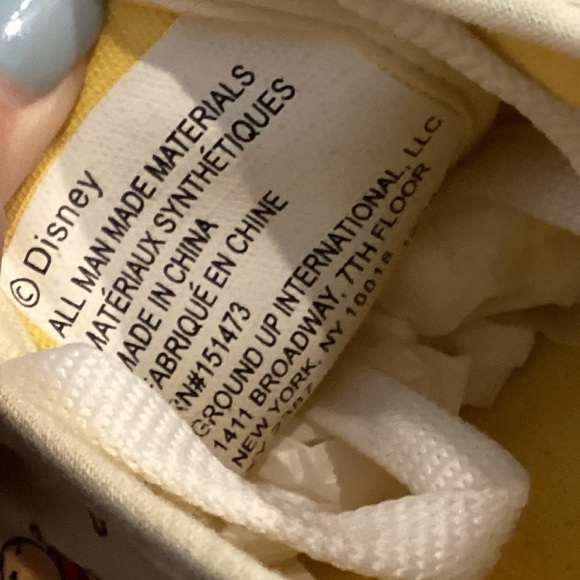 © Disney
ALL MAN MADE MATERIALS
MATÉRIAUX SYNTHÉTIQUES
MADE IN CHINA
FABRIQUÉ EN CHINE
RN#151473
GROUND UP INTERNATIONAL, LLC
1411 BROADWAY, 7TH FLOOR
NEW YORK, NY 10018